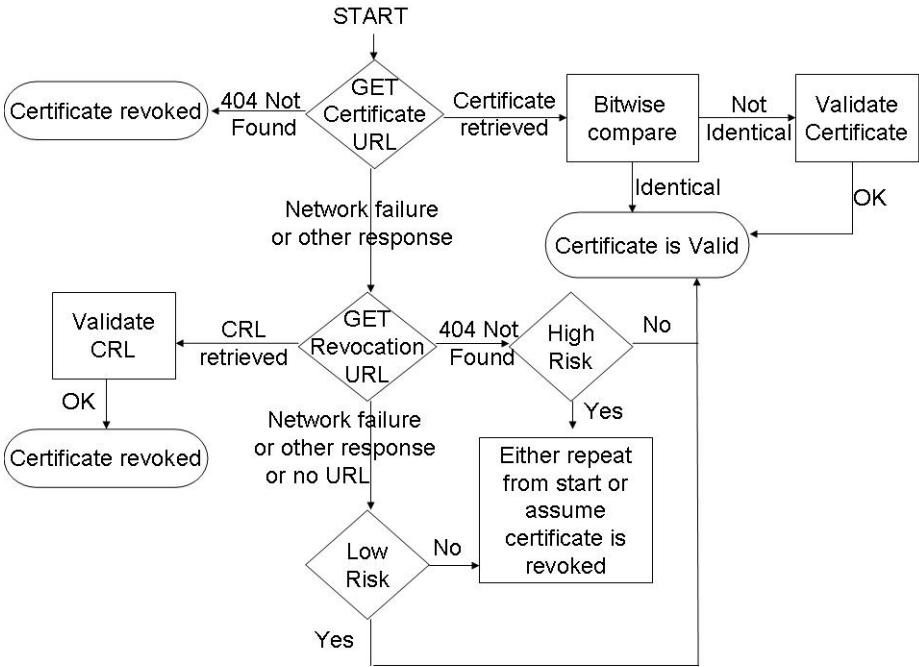 START
GET
Certificate
URL
404 Not
Found
Certificate revoked
Certificate
retrieved
Bitwise
compare
Not
Identical
Validate
Certificate
Identical
OK
Certificate is Valid
Network failure
or other response
GET
Revocation
URL
CRL
retrieved
Validate
CRL
OK
Certificate revoked
404 Not
Found
High
Risk
No
Yes
Either repeat
from start or
assume
certificate is
revoked
Network failure
or other response
or no URL
Low
Risk
No
Yes